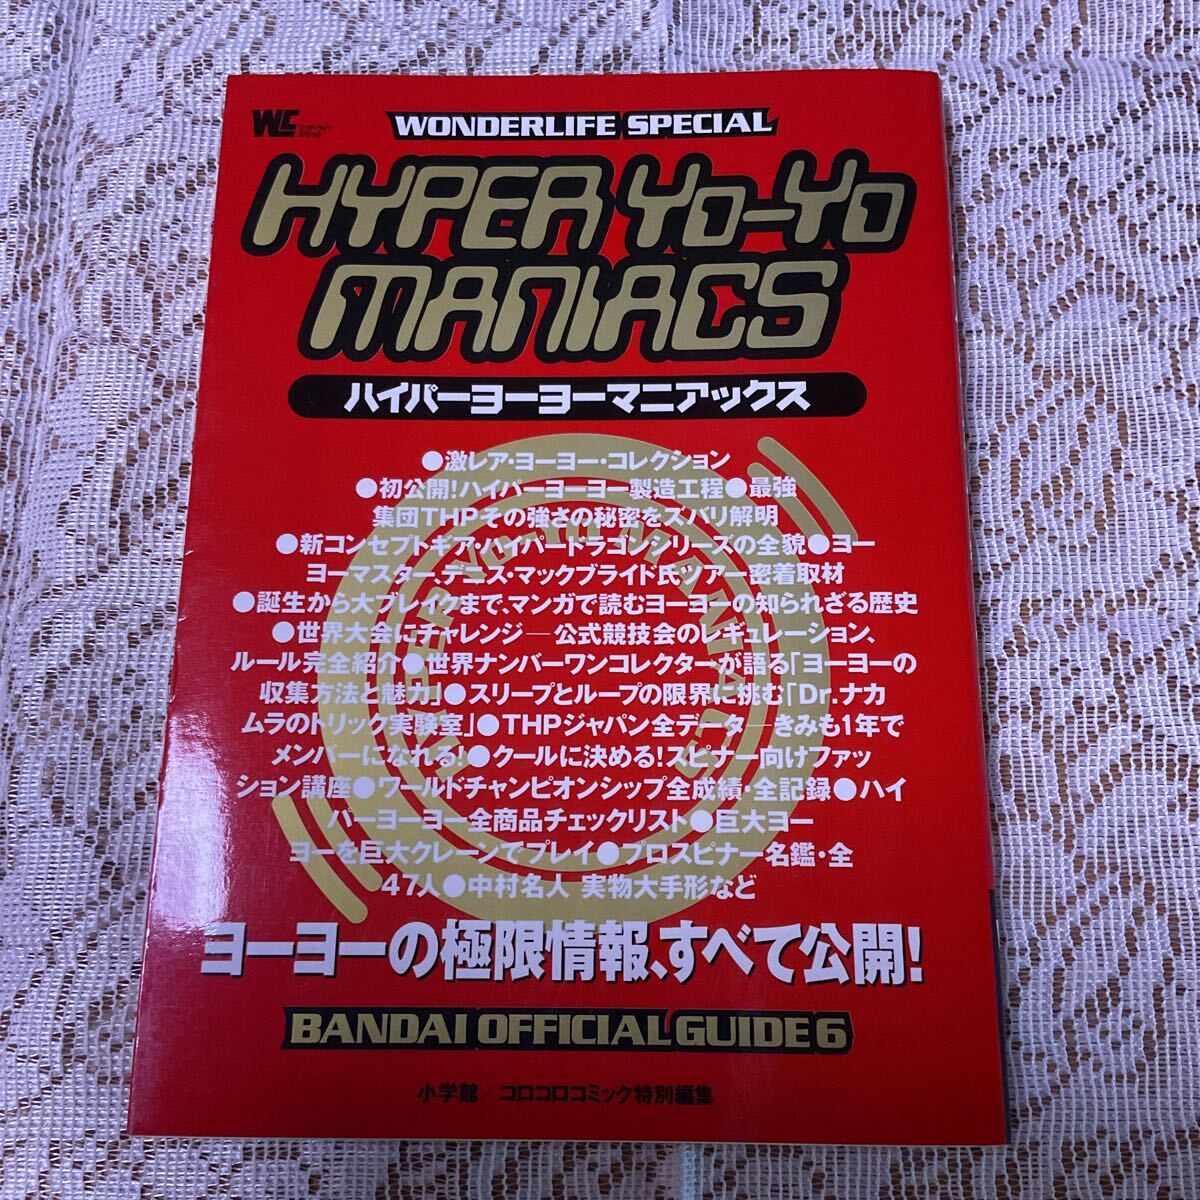 WL ワンダーライフ スペシャル
WONDERLIFE SPECIAL
HYPER YO-YO
MANIACS
ハイパーヨーヨーマニアックス
●激レア・ヨーヨー・コレクション
●初公開!ハイパーヨーヨー製造工程●最強
集団THPその強さの秘密をズバリ解明
●新コンセプトギア・ハイパードラゴンシリーズの全貌●ヨー
ヨーマスター、デニス・マックブライド氏ツアー密着取材
●誕生から大ブレイクまで、マンガで読むヨーヨーの知られざる歴史
●世界大会にチャレンジ―公式競技会のレギュレーション、
ルール完全紹介●世界ナンバーワンコレクターが語る「ヨーヨーの
収集方法と魅力」●スリープとループの限界に挑む「Dr.ナカ
ムラのトリック実験室」●THPジャパン全データ―きみも1年で
メンバーになれる!●クールに決める!スピナー向けファッ
ション講座●ワールドチャンピオンシップ全成績・全記録●ハイ
パーヨーヨー全商品チェックリスト●巨大ヨー
ヨーを巨大クレーンでプレイ●プロスピナー名鑑・全
47人●中村名人 実物大手形など
ヨーヨーの極限情報、すべて公開!
BANDAI OFFICIAL GUIDE 6
小学館/コロコロコミック特別編集